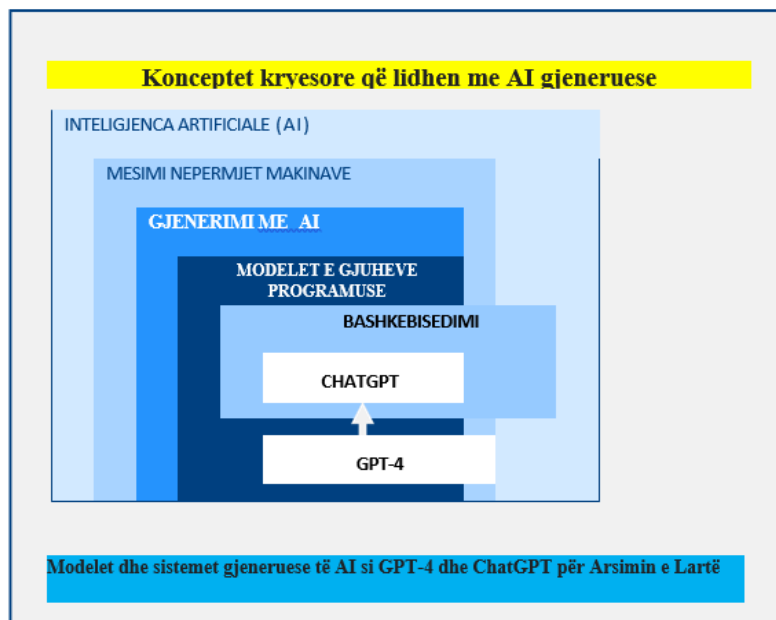 Konceptet kryesore që lidhen me AI gjeneruese
INTELIGJENCA ARTIFICIALE (AI)
MESIMI NEPERMJET MAKINAVE
GJENERIMI ME AI
MODELET E GJUHEVE
PROGRAMUSE
BASHKEBISEDIMI
CHATGPT
GPT-4
Modelet dhe sistemet gjeneruese të AI si GPT-4 dhe ChatGPT për Arsimin e Lartë